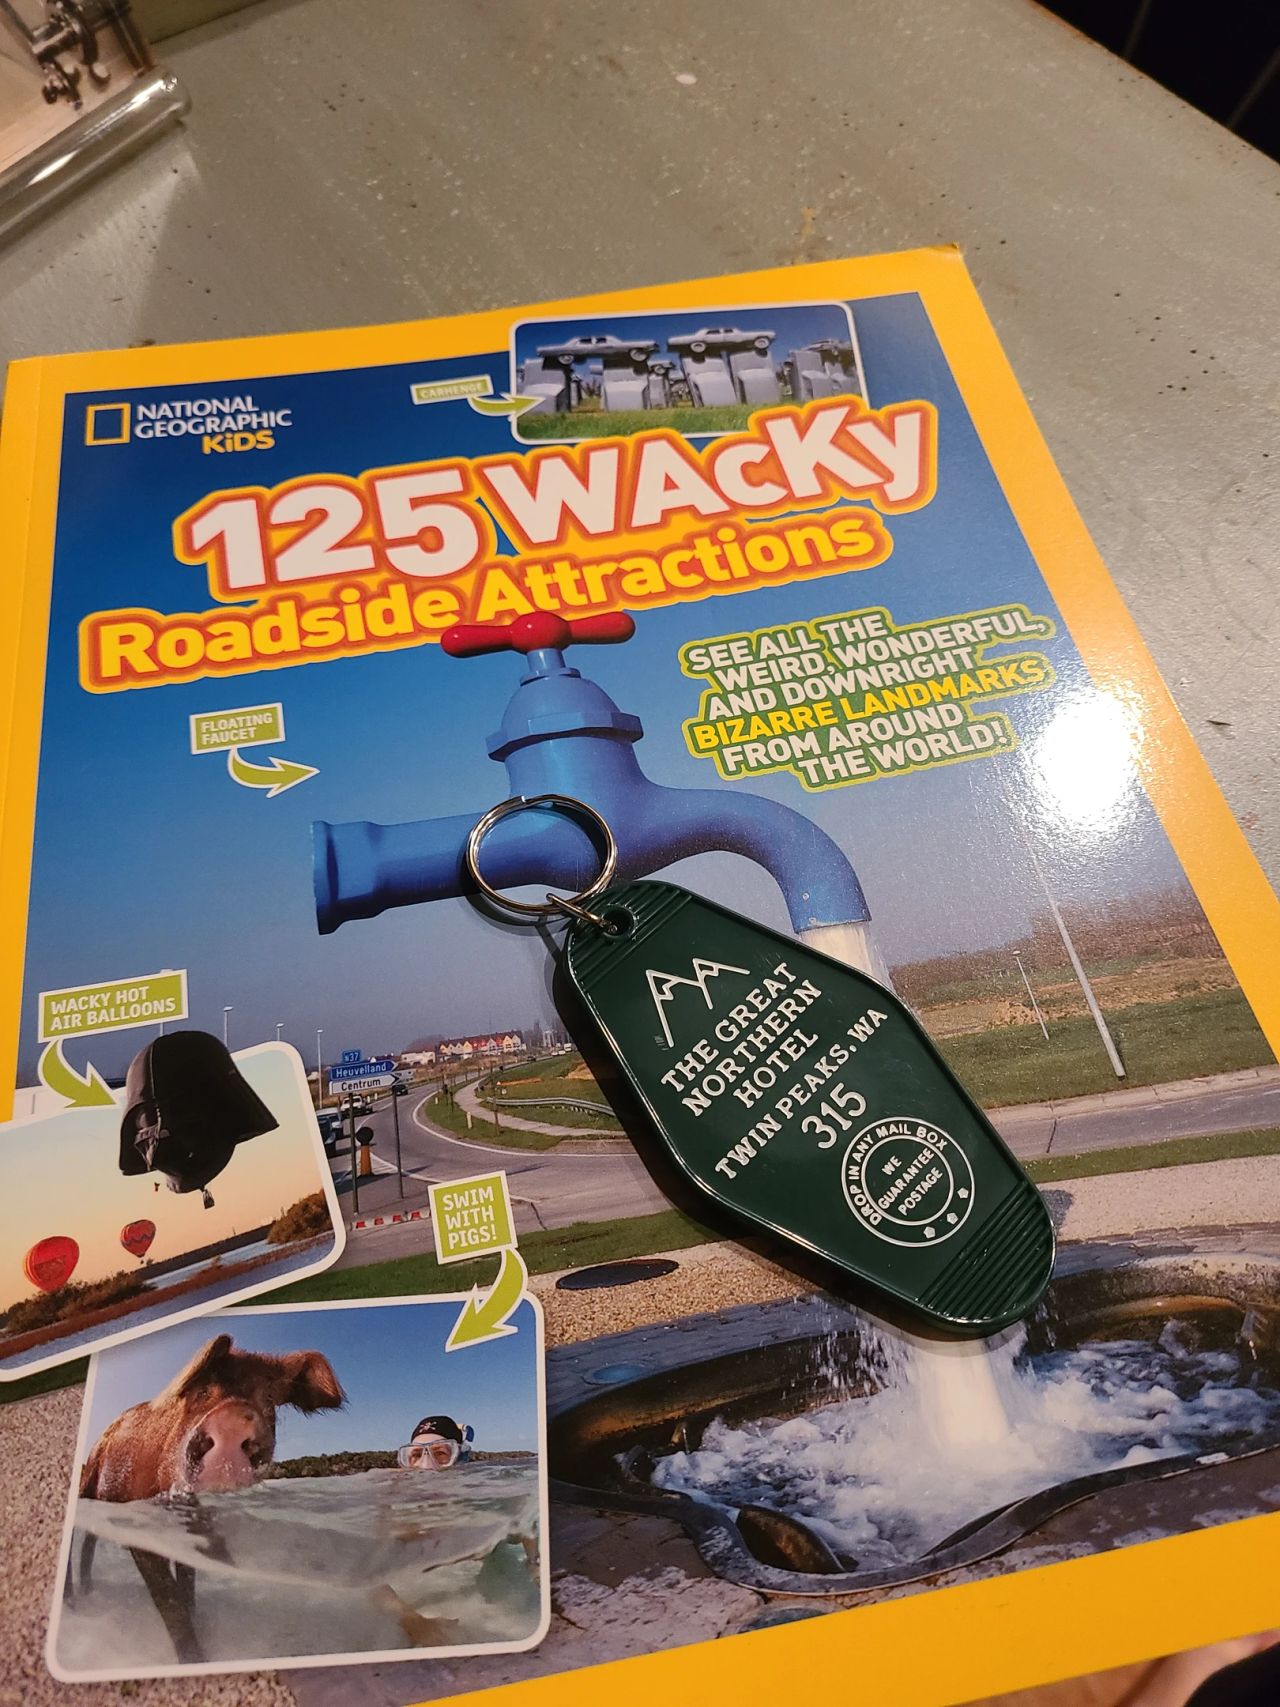 CARHENGE
NATIONAL
GEOGRAPHIC
KiDS
125 WAcKy
Roadside Attractions
SEE ALL THE
WEIRD, WONDERFUL,
AND DOWNRIGHT
BIZARRE LANDMARKS
FROM AROUND
THE WORLD!
FLOATING
FAUCET
WACKY HOT
AIR BALLOONS
N37
Heuvelland
Centrum
SWIM
WITH
PIGS!
THE GREAT
NORTHERN
HOTEL
TWIN PEAKS, WA
315
DROP IN ANY MAIL BOX
WE
GUARANTEE
POSTAGE